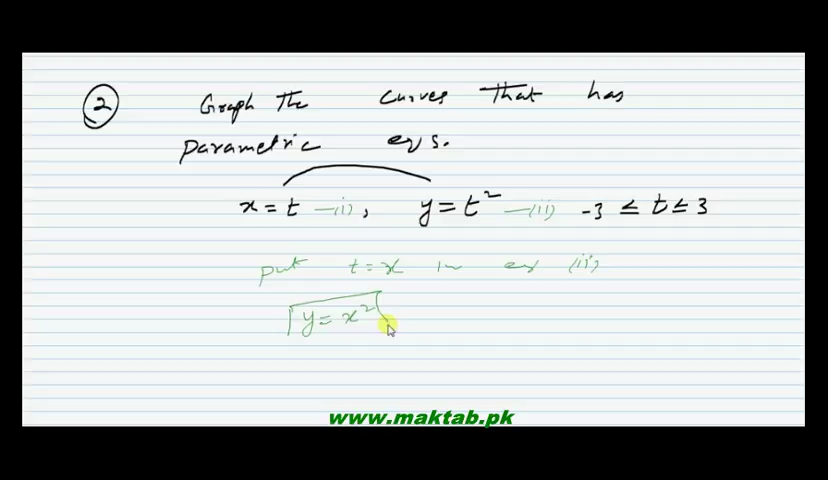 2 Graph The curves That has
parametric eqs.
x = t —(i), y = t² —(ii) -3 ≤ t ≤ 3
put t = x in eq (ii)
y = x²
www.maktab.pk